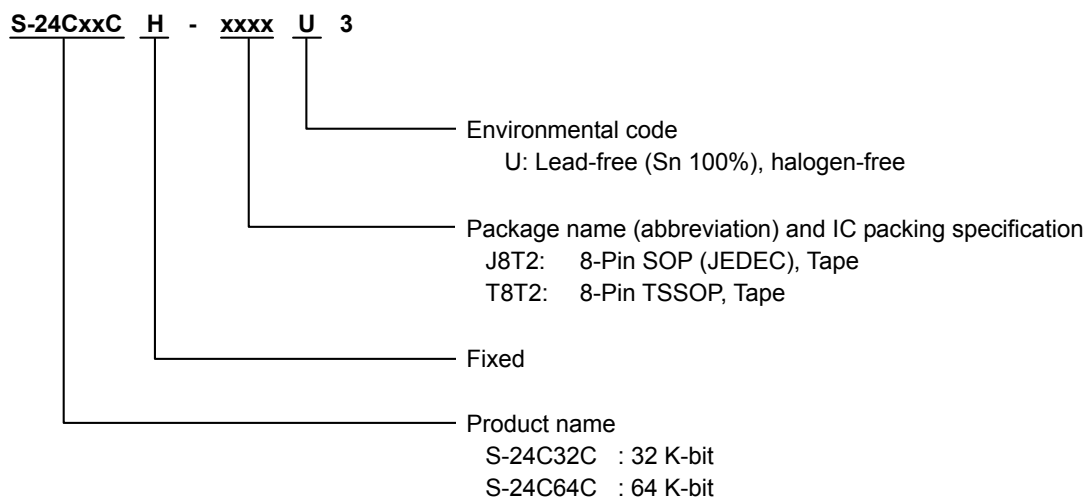 S-24CxxC H - xxxx U 3
Environmental code
U: Lead-free (Sn 100%), halogen-free
Package name (abbreviation) and IC packing specification
J8T2: 8-Pin SOP (JEDEC), Tape
T8T2: 8-Pin TSSOP, Tape
Fixed
Product name
S-24C32C : 32 K-bit
S-24C64C : 64 K-bit